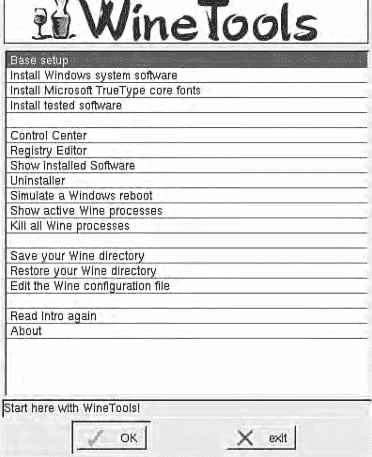 WineTools
Base setup
Install Windows system software
Install Microsoft TrueType core fonts
Install tested software
Control Center
Registry Editor
Show Installed Software
Uninstaller
Simulate a Windows reboot
Show active Wine processes
Kill all Wine processes
Save your Wine directory
Restore your Wine directory
Edit the Wine configuration file
Read Intro again
About
Start here with WineTools!
OK
exit